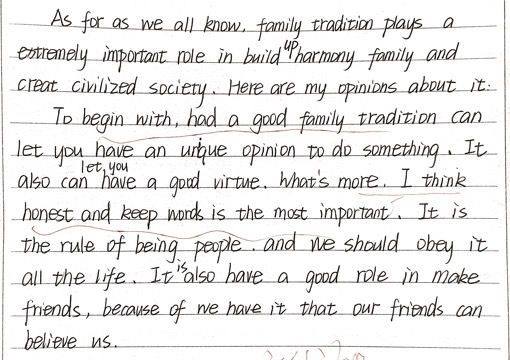 As for as we all know, family tradition plays a
extremely important role in build up harmony family and
creat civilized society. Here are my opinions about it:
To begin with, had a good family tradition can
let you have an unique opinion to do something. It
also can let you have a good virtue. What's more. I think
honest and keep words is the most important. It is
the rule of being people. and we should obey it
all the life. It is also have a good role in make
friends, because of we have it that our friends can
believe us.